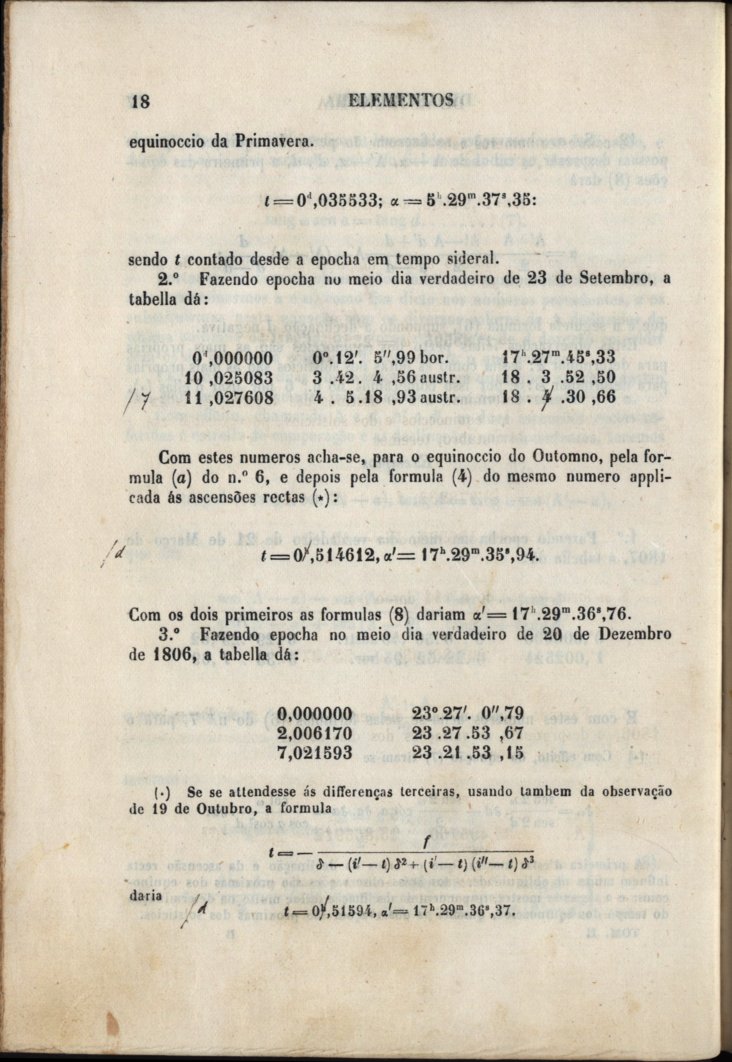 18 ELEMENTOS
equinoccio da Primavera.
t = 0ᵈ,035533; α = 5ʰ.29ᵐ.37ˢ,35:
sendo t contado desde a epocha em tempo sideral.
2.º Fazendo epocha no meio dia verdadeiro de 23 de Setembro, a
tabella dá:
0ᵈ,000000 0º.12′. 5″,99 bor. 17ʰ.27ᵐ.45ˢ,33
10 ,025083 3 .42. 4 ,56 austr. 18 . 3 .52 ,50
/7 11 ,027608 4 . 5.18 ,93 austr. 18 . 4 .30 ,66
Com estes numeros acha-se, para o equinoccio do Outomno, pela for-
mula (a) do n.º 6, e depois pela formula (4) do mesmo numero appli-
cada ás ascensões rectas (*):
/d t = 0ʰ,514612, α′ = 17ʰ.29ᵐ.35ˢ,94.
Com os dois primeiros as formulas (8) dariam α′ = 17ʰ.29ᵐ.36ˢ,76.
3.º Fazendo epocha no meio dia verdadeiro de 20 de Dezembro
de 1806, a tabella dá:
0,000000 23º.27′. 0″,79
2,006170 23 .27 .53 ,67
7,021593 23 .21 .53 ,15
(*) Se se attendesse ás differenças terceiras, usando tambem da observação
de 19 de Outubro, a formula
t = — f / (δ — (i′ — t) δ² + (i′ — t) (i″ — t) δ³)
daria
/d t = 0ʰ,51594, α′ = 17ʰ.29ᵐ.36ˢ,37.